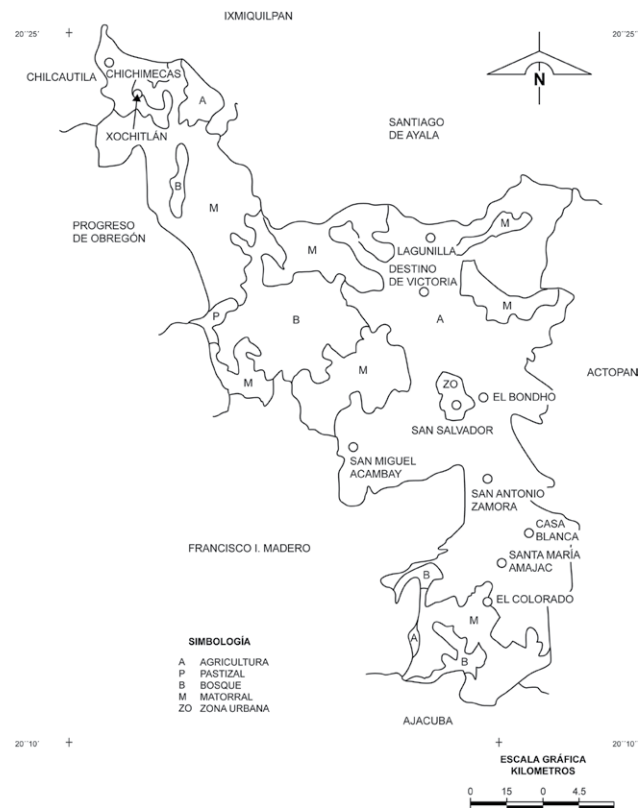 IXMIQUILPAN
20°25'
20°25'
CHILCAUTILA
CHICHIMECAS
N
A
XOCHITLÁN
SANTIAGO
DE AYALA
B
M
M
PROGRESO
DE OBREGÓN
M
LAGUNILLA
DESTINO
DE VICTORIA
M
P
B
A
M
M
ACTOPAN
ZO
EL BONDHO
SAN SALVADOR
SAN MIGUEL
ACAMBAY
SAN ANTONIO
ZAMORA
CASA
BLANCA
FRANCISCO I. MADERO
SANTA MARÍA
AMAJAC
B
EL COLORADO
M
A
B
SIMBOLOGÍA
A AGRICULTURA
P PASTIZAL
B BOSQUE
M MATORRAL
ZO ZONA URBANA
AJACUBA
20°10'
20°10'
ESCALA GRÁFICA
KILOMETROS
0 15 0 4.5